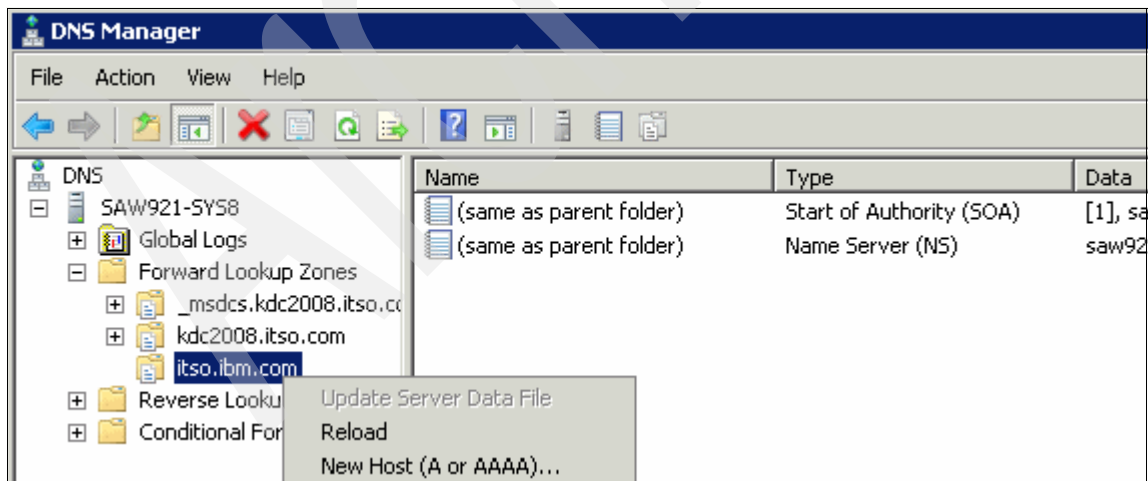 DNS Manager
File Action View Help
DNS
SAW921-SYS8
Global Logs
Forward Lookup Zones
_msdcs.kdc2008.itso.co
kdc2008.itso.com
itso.ibm.com
Reverse Looku
Conditional For
Name Type Data
(same as parent folder) Start of Authority (SOA) [1], sa
(same as parent folder) Name Server (NS) saw92
Update Server Data File
Reload
New Host (A or AAAA)...